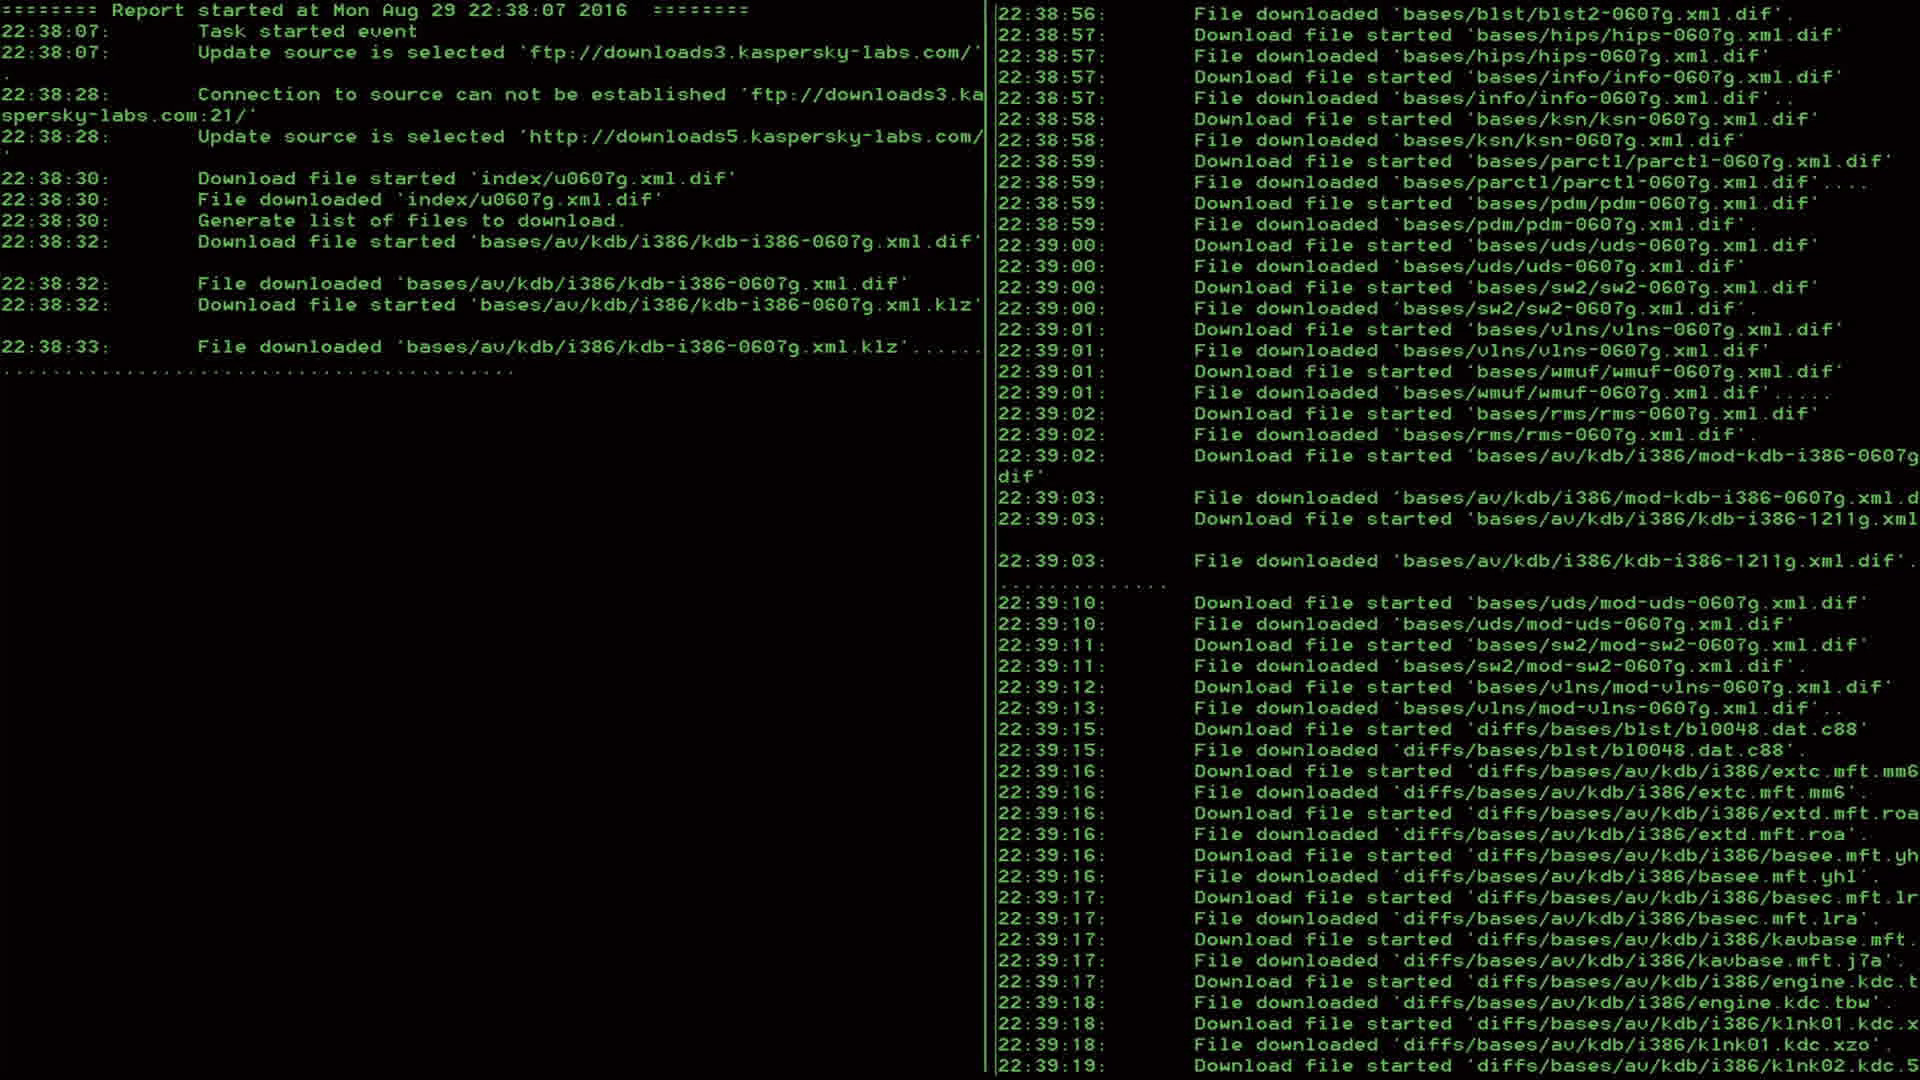 ======== Report started at Mon Aug 29 22:38:07 2016  ========
22:38:07: Task started event
22:38:07: Update source is selected 'ftp://downloads3.kaspersky-labs.com/'
.
22:38:28: Connection to source can not be established 'ftp://downloads3.ka
spersky-labs.com:21/'
22:38:28: Update source is selected 'http://downloads5.kaspersky-labs.com/
'
22:38:30: Download file started 'index/u0607g.xml.dif'
22:38:30: File downloaded 'index/u0607g.xml.dif'
22:38:30: Generate list of files to download.
22:38:32: Download file started 'bases/av/kdb/i386/kdb-i386-0607g.xml.dif'
22:38:32: File downloaded 'bases/av/kdb/i386/kdb-i386-0607g.xml.dif'
22:38:32: Download file started 'bases/av/kdb/i386/kdb-i386-0607g.xml.klz'
22:38:33: File downloaded 'bases/av/kdb/i386/kdb-i386-0607g.xml.klz'......
..........................................
22:38:56: File downloaded 'bases/blst/blst2-0607g.xml.dif'.
22:38:57: Download file started 'bases/hips/hips-0607g.xml.dif'
22:38:57: File downloaded 'bases/hips/hips-0607g.xml.dif'
22:38:57: Download file started 'bases/info/info-0607g.xml.dif'
22:38:57: File downloaded 'bases/info/info-0607g.xml.dif'..
22:38:58: Download file started 'bases/ksn/ksn-0607g.xml.dif'
22:38:58: File downloaded 'bases/ksn/ksn-0607g.xml.dif'
22:38:59: Download file started 'bases/parctl/parctl-0607g.xml.dif'
22:38:59: File downloaded 'bases/parctl/parctl-0607g.xml.dif'....
22:38:59: Download file started 'bases/pdm/pdm-0607g.xml.dif'
22:38:59: File downloaded 'bases/pdm/pdm-0607g.xml.dif'.
22:39:00: Download file started 'bases/uds/uds-0607g.xml.dif'
22:39:00: File downloaded 'bases/uds/uds-0607g.xml.dif'
22:39:00: Download file started 'bases/sw2/sw2-0607g.xml.dif'
22:39:00: File downloaded 'bases/sw2/sw2-0607g.xml.dif'.
22:39:01: Download file started 'bases/vlns/vlns-0607g.xml.dif'
22:39:01: File downloaded 'bases/vlns/vlns-0607g.xml.dif'
22:39:01: Download file started 'bases/wmuf/wmuf-0607g.xml.dif'
22:39:01: File downloaded 'bases/wmuf/wmuf-0607g.xml.dif'.....
22:39:02: Download file started 'bases/rms/rms-0607g.xml.dif'
22:39:02: File downloaded 'bases/rms/rms-0607g.xml.dif'.
22:39:02: Download file started 'bases/av/kdb/i386/mod-kdb-i386-0607g
dif'
22:39:03: File downloaded 'bases/av/kdb/i386/mod-kdb-i386-0607g.xml.d
22:39:03: Download file started 'bases/av/kdb/i386/kdb-i386-1211g.xml
22:39:03: File downloaded 'bases/av/kdb/i386/kdb-i386-1211g.xml.dif'.
..............
22:39:10: Download file started 'bases/uds/mod-uds-0607g.xml.dif'
22:39:10: File downloaded 'bases/uds/mod-uds-0607g.xml.dif'
22:39:11: Download file started 'bases/sw2/mod-sw2-0607g.xml.dif'
22:39:11: File downloaded 'bases/sw2/mod-sw2-0607g.xml.dif'.
22:39:12: Download file started 'bases/vlns/mod-vlns-0607g.xml.dif'
22:39:13: File downloaded 'bases/vlns/mod-vlns-0607g.xml.dif'..
22:39:15: Download file started 'diffs/bases/blst/bl0048.dat.c88'
22:39:15: File downloaded 'diffs/bases/blst/bl0048.dat.c88'.
22:39:16: Download file started 'diffs/bases/av/kdb/i386/extc.mft.mm6
22:39:16: File downloaded 'diffs/bases/av/kdb/i386/extc.mft.mm6'.
22:39:16: Download file started 'diffs/bases/av/kdb/i386/extd.mft.roa
22:39:16: File downloaded 'diffs/bases/av/kdb/i386/extd.mft.roa'.
22:39:16: Download file started 'diffs/bases/av/kdb/i386/basee.mft.yh
22:39:16: File downloaded 'diffs/bases/av/kdb/i386/basee.mft.yhl'.
22:39:17: Download file started 'diffs/bases/av/kdb/i386/basec.mft.lr
22:39:17: File downloaded 'diffs/bases/av/kdb/i386/basec.mft.lra'.
22:39:17: Download file started 'diffs/bases/av/kdb/i386/kavbase.mft.
22:39:17: File downloaded 'diffs/bases/av/kdb/i386/kavbase.mft.j7a'.
22:39:17: Download file started 'diffs/bases/av/kdb/i386/engine.kdc.t
22:39:18: File downloaded 'diffs/bases/av/kdb/i386/engine.kdc.tbw'.
22:39:18: Download file started 'diffs/bases/av/kdb/i386/klnk01.kdc.x
22:39:18: File downloaded 'diffs/bases/av/kdb/i386/klnk01.kdc.xzo'.
22:39:19: Download file started 'diffs/bases/av/kdb/i386/klnk02.kdc.5